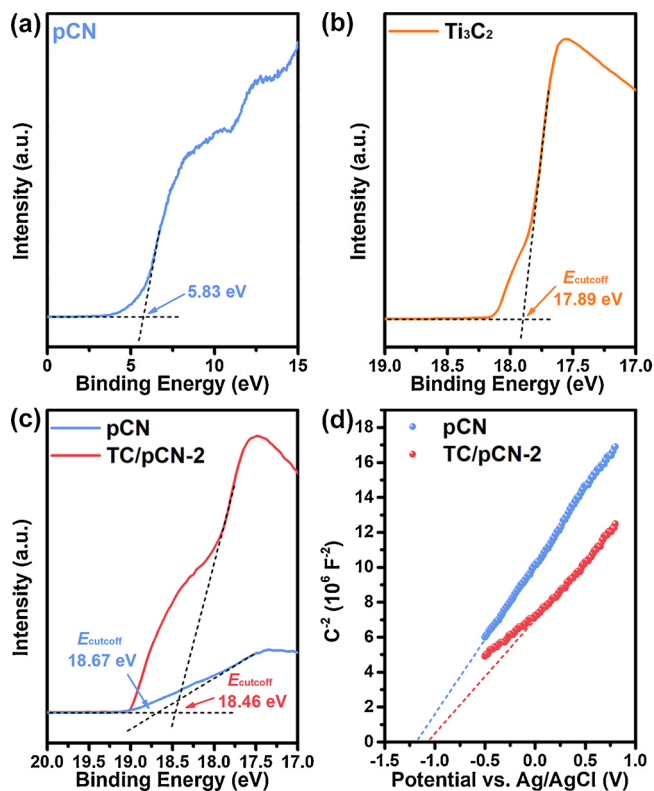 (a)
pCN
Intensity (a.u.)
5.83 eV
0 5 10 15
Binding Energy (eV)
(b)
Ti₃C₂
Intensity (a.u.)
Ecutoff
17.89 eV
19.0 18.5 18.0 17.5 17.0
Binding Energy (eV)
(c)
pCN
TC/pCN-2
Intensity (a.u.)
Ecutoff
18.67 eV
Ecutoff
18.46 eV
20.0 19.5 19.0 18.5 18.0 17.5 17.0
Binding Energy (eV)
(d)
pCN
TC/pCN-2
C⁻² (10⁶ F⁻²)
18
16
14
12
10
8
6
4
2
0
-1.5 -1.0 -0.5 0.0 0.5 1.0
Potential vs. Ag/AgCl (V)